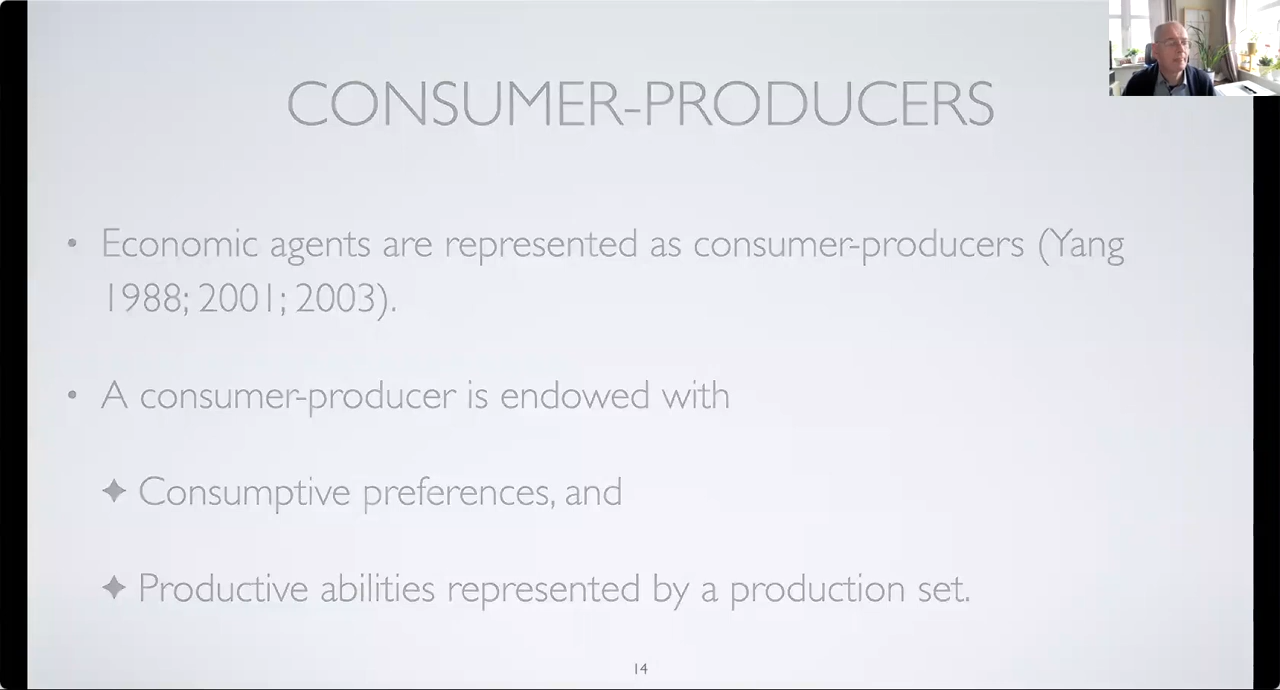 CONSUMER-PRODUCERS
• Economic agents are represented as consumer-producers (Yang
1988; 2001; 2003).
• A consumer-producer is endowed with
✦ Consumptive preferences, and
✦ Productive abilities represented by a production set.
14